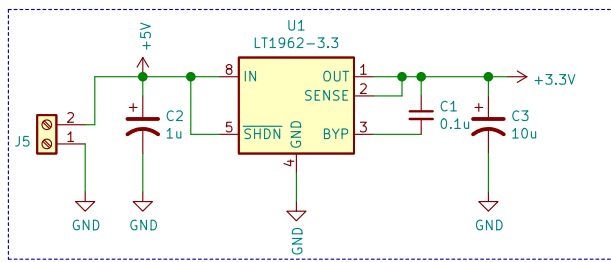 U1
LT1962-3.3
+5V
8 IN OUT 1
SENSE 2
+3.3V
5 SHDN GND BYP 3
4
+ C2
1u
C1
0.1u
+ C3
10u
J5
2
1
GND
GND
GND
GND